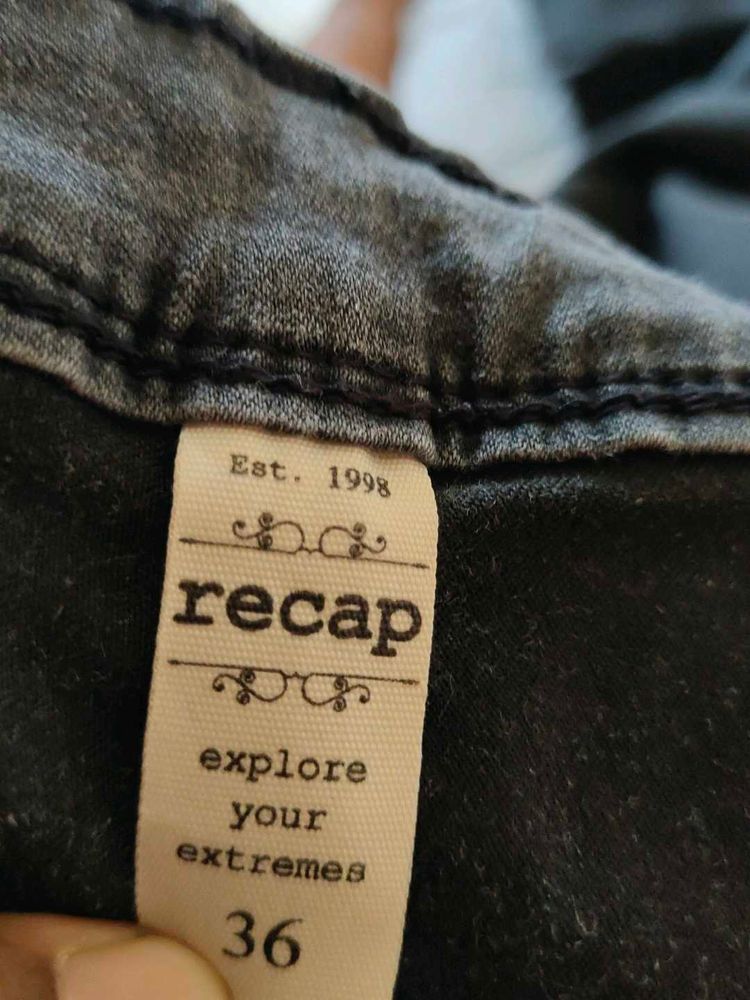 Est. 1998
recap
explore
your
extremes
36